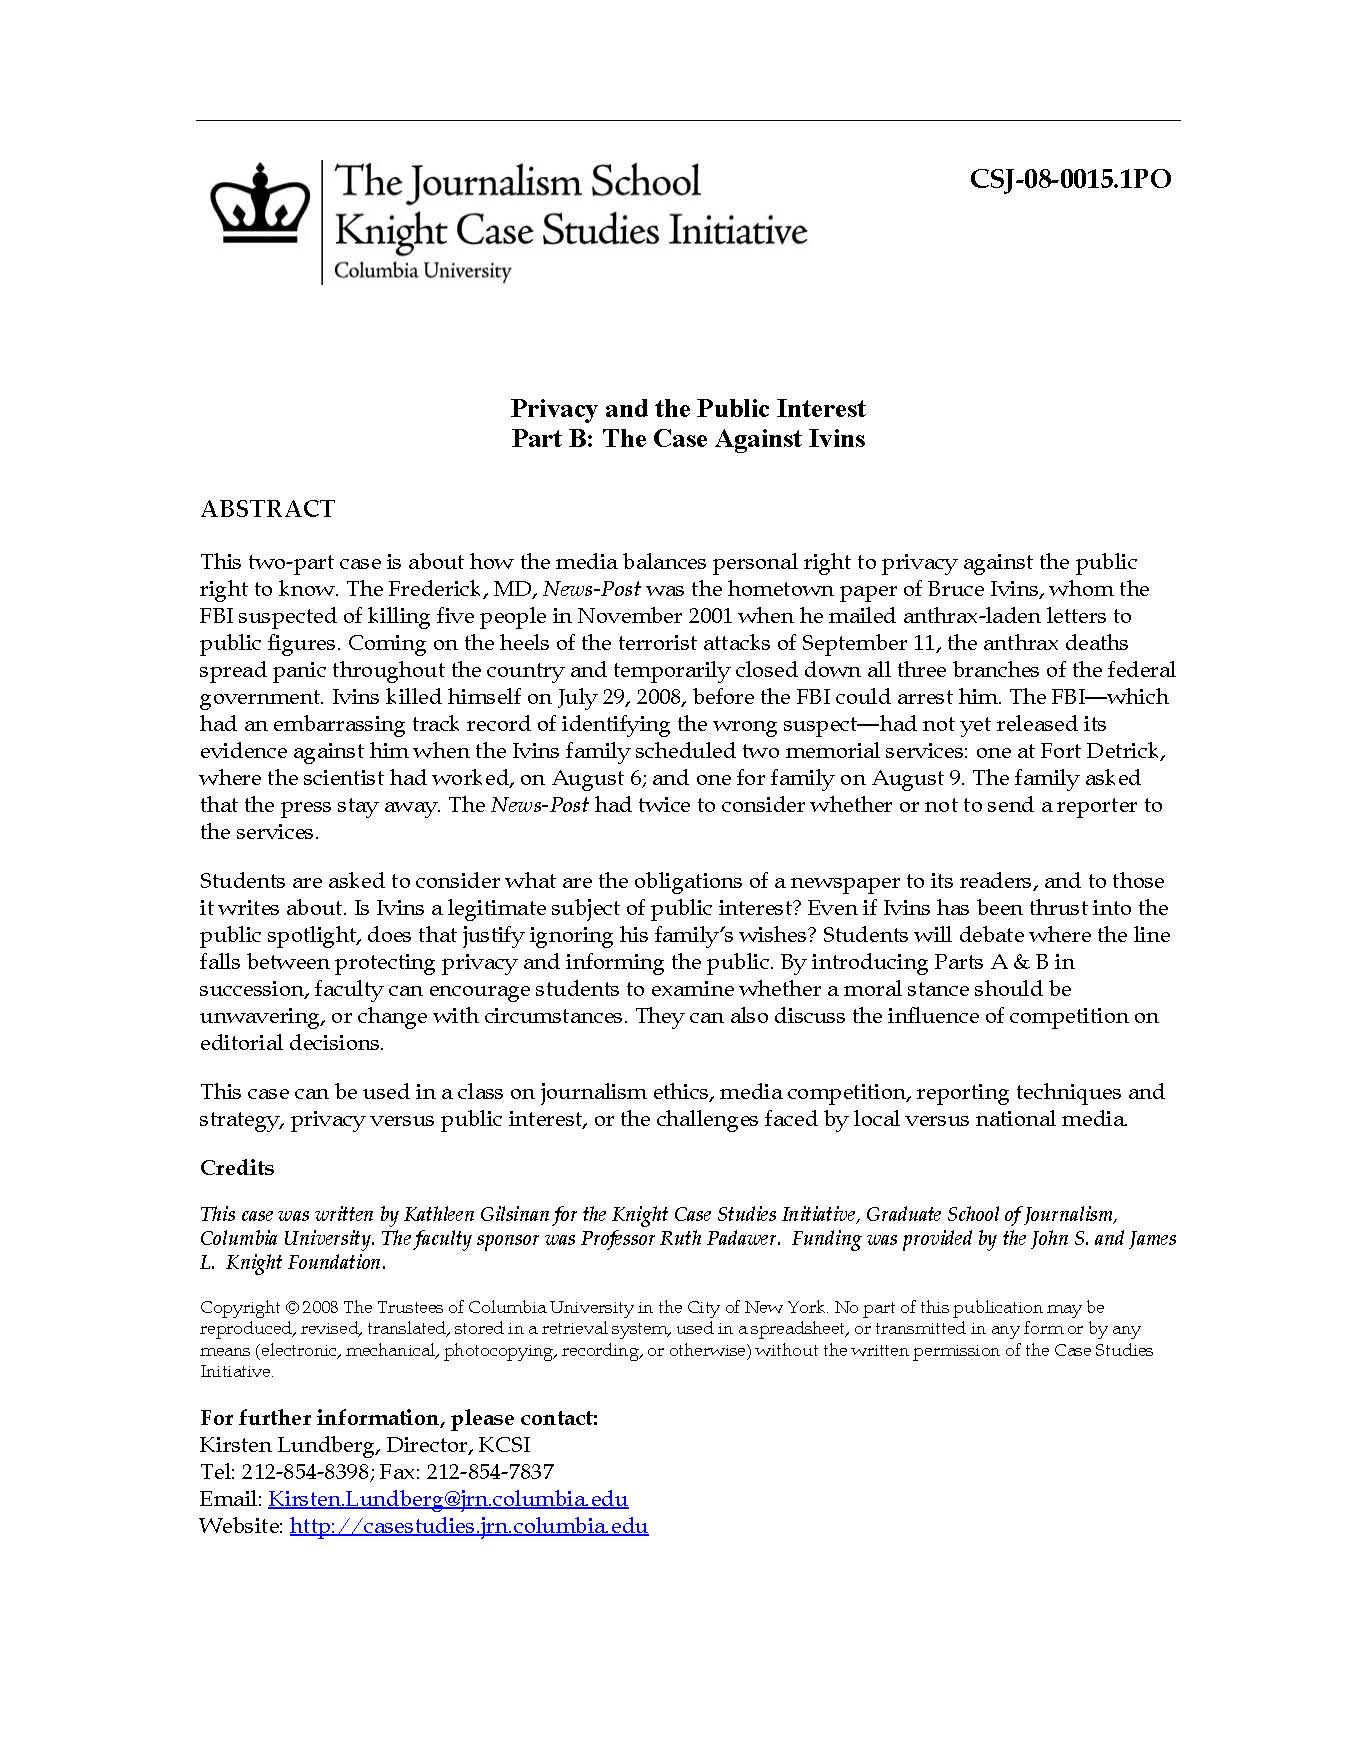 The Journalism School
Knight Case Studies Initiative
Columbia University
CSJ-08-0015.1PO
Privacy and the Public Interest
Part B: The Case Against Ivins
ABSTRACT
This two-part case is about how the media balances personal right to privacy against the public
right to know. The Frederick, MD, News-Post was the hometown paper of Bruce Ivins, whom the
FBI suspected of killing five people in November 2001 when he mailed anthrax-laden letters to
public figures. Coming on the heels of the terrorist attacks of September 11, the anthrax deaths
spread panic throughout the country and temporarily closed down all three branches of the federal
government. Ivins killed himself on July 29, 2008, before the FBI could arrest him. The FBI—which
had an embarrassing track record of identifying the wrong suspect—had not yet released its
evidence against him when the Ivins family scheduled two memorial services: one at Fort Detrick,
where the scientist had worked, on August 6; and one for family on August 9. The family asked
that the press stay away. The News-Post had twice to consider whether or not to send a reporter to
the services.
Students are asked to consider what are the obligations of a newspaper to its readers, and to those
it writes about. Is Ivins a legitimate subject of public interest? Even if Ivins has been thrust into the
public spotlight, does that justify ignoring his family's wishes? Students will debate where the line
falls between protecting privacy and informing the public. By introducing Parts A & B in
succession, faculty can encourage students to examine whether a moral stance should be
unwavering, or change with circumstances. They can also discuss the influence of competition on
editorial decisions.
This case can be used in a class on journalism ethics, media competition, reporting techniques and
strategy, privacy versus public interest, or the challenges faced by local versus national media.
Credits
This case was written by Kathleen Gilsinan for the Knight Case Studies Initiative, Graduate School of Journalism,
Columbia University. The faculty sponsor was Professor Ruth Padawer. Funding was provided by the John S. and James
L. Knight Foundation.
Copyright © 2008 The Trustees of Columbia University in the City of New York. No part of this publication may be
reproduced, revised, translated, stored in a retrieval system, used in a spreadsheet, or transmitted in any form or by any
means (electronic, mechanical, photocopying, recording, or otherwise) without the written permission of the Case Studies
Initiative.
For further information, please contact:
Kirsten Lundberg, Director, KCSI
Tel: 212-854-8398; Fax: 212-854-7837
Email: Kirsten.Lundberg@jrn.columbia.edu
Website: http://casestudies.jrn.columbia.edu